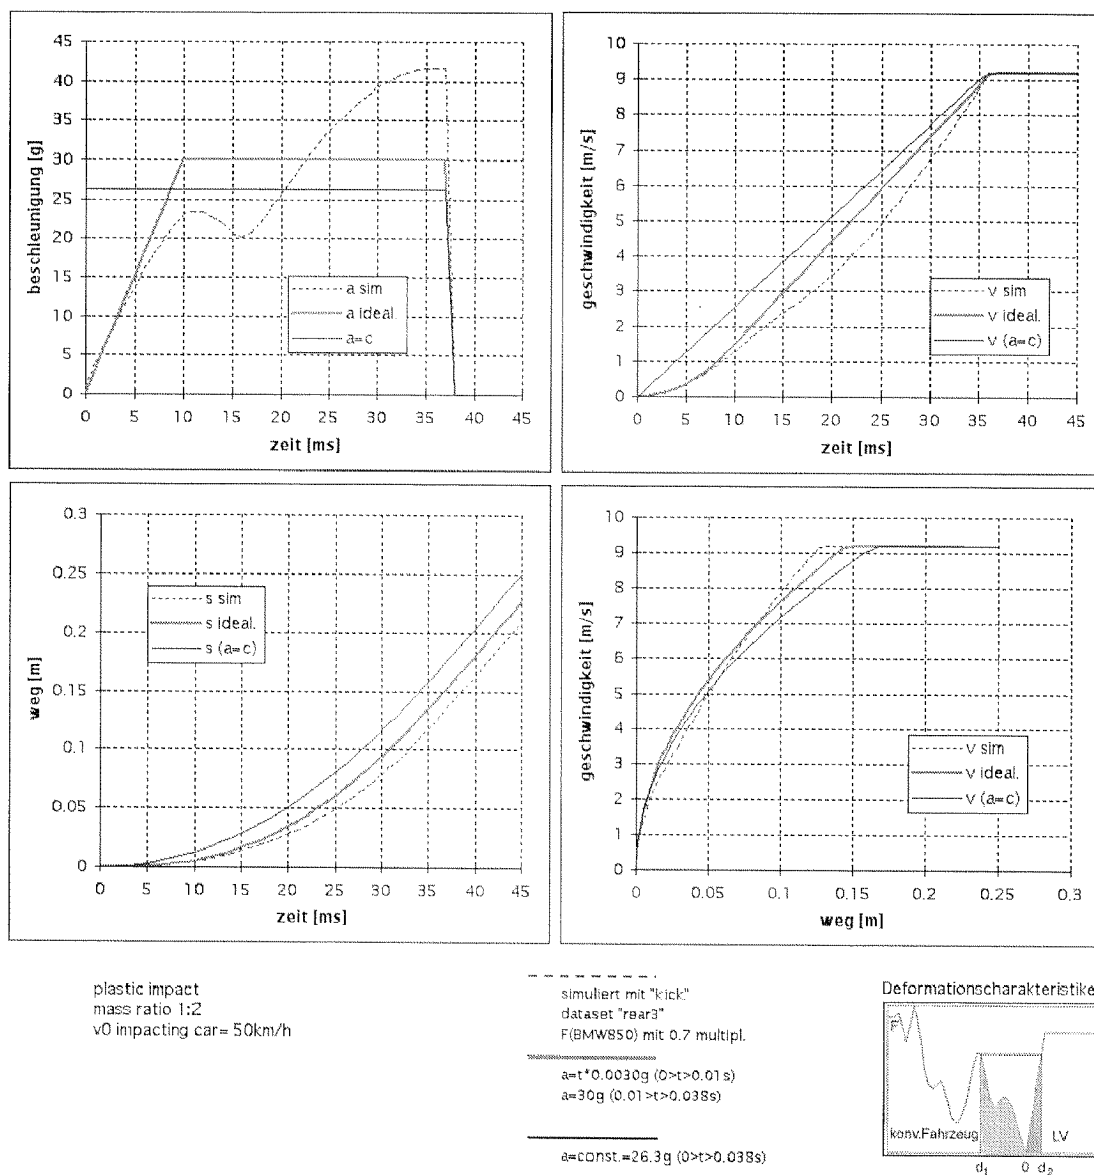 45
40
35
30
25
20
15
10
5
0
beschleunigung [g]
0 5 10 15 20 25 30 35 40 45
zeit [ms]
a sim
a ideal.
a=c
10
9
8
7
6
5
4
3
2
1
0
geschwindigkeit [m/s]
0 5 10 15 20 25 30 35 40 45
zeit [ms]
v sim
v ideal.
v (a=c)
0.3
0.25
0.2
0.15
0.1
0.05
0
weg [m]
0 5 10 15 20 25 30 35 40 45
zeit [ms]
s sim
s ideal.
s (a=c)
10
9
8
7
6
5
4
3
2
1
0
geschwindigkeit [m/s]
0 0.05 0.1 0.15 0.2 0.25 0.3
weg [m]
v sim
v ideal.
v (a=c)
plastic impact
mass ratio 1:2
v0 impacting car= 50km/h
simuliert mit "kick"
dataset "rear3"
F(BMW850) mit 0.7 multipl.
a=t*0.0030g (0>t>0.01s)
a=30g (0.01>t>0.038s)
a=const.=26.3g (0>t>0.038s)
Deformationscharakteristike
F
konv.Fahrzeug LV
d1 0 d2